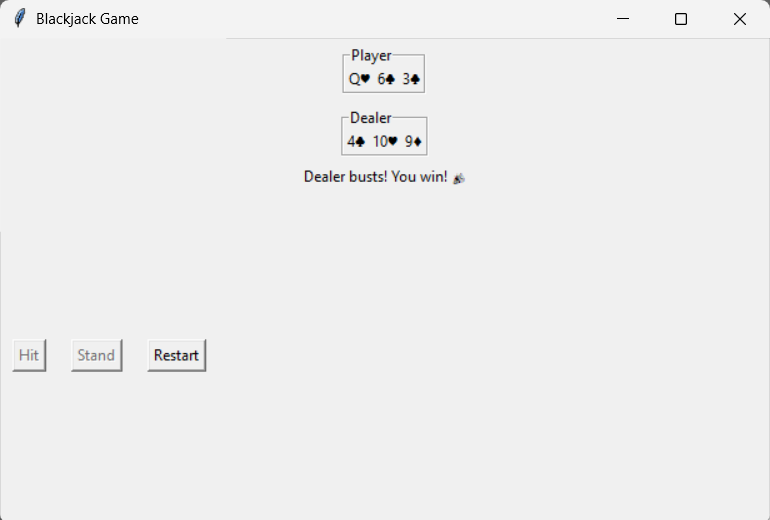 Blackjack Game
Player
Q♥ 6♣ 3♣
Dealer
4♣ 10♥ 9♦
Dealer busts! You win! 🎉
Hit Stand Restart